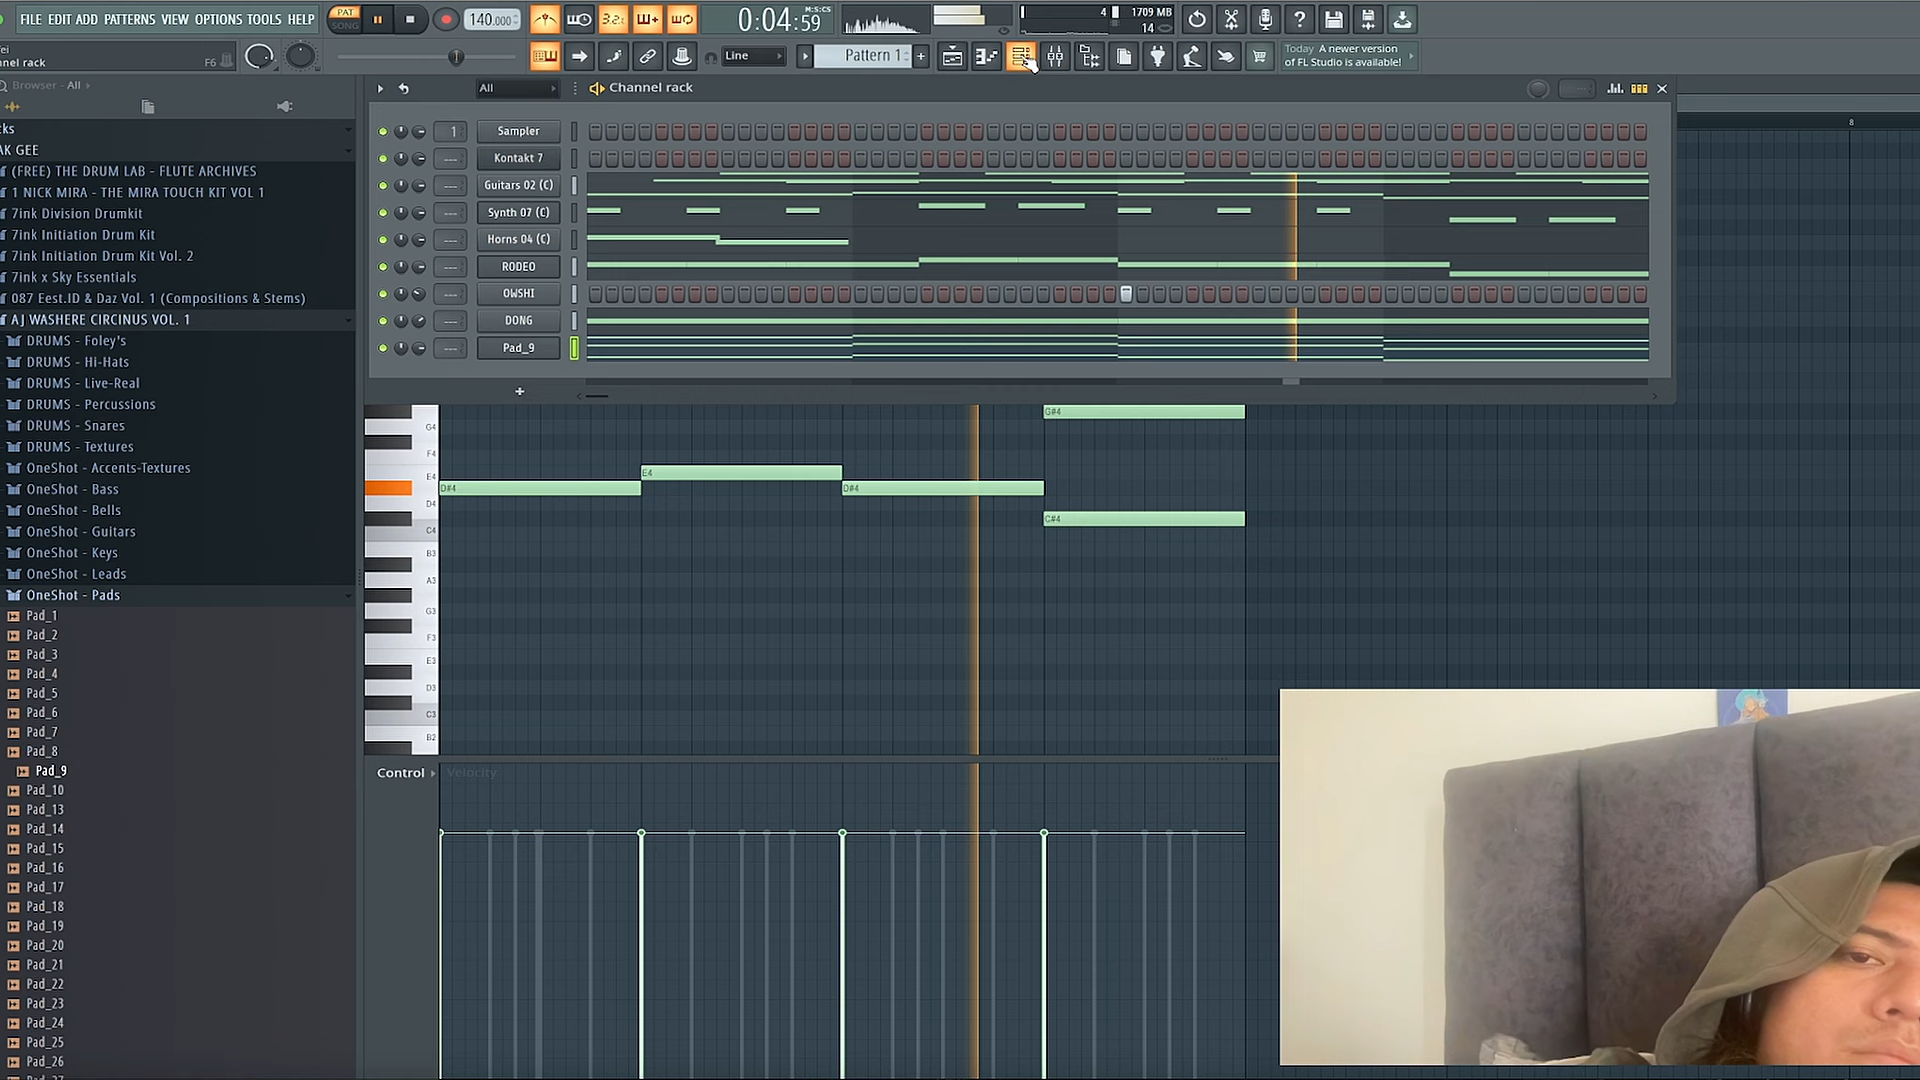 FILE EDIT ADD PATTERNS VIEW OPTIONS TOOLS HELP
PAT
SONG
140.000
3.2.
0:04:59
M:S:CS
4
1709 MB
14
nel rack
F6
Line
Pattern 1
Today A newer version
of FL Studio is available!
Browser - All
All
Channel rack
8
cks
AK GEE
(FREE) THE DRUM LAB - FLUTE ARCHIVES
1 NICK MIRA - THE MIRA TOUCH KIT VOL 1
7ink Division Drumkit
7ink Initiation Drum Kit
7ink Initiation Drum Kit Vol. 2
7ink x Sky Essentials
087 Eest.ID & Daz Vol. 1 (Compositions & Stems)
AJ WASHERE CIRCINUS VOL. 1
DRUMS - Foley's
DRUMS - Hi-Hats
DRUMS - Live-Real
DRUMS - Percussions
DRUMS - Snares
DRUMS - Textures
OneShot - Accents-Textures
OneShot - Bass
OneShot - Bells
OneShot - Guitars
OneShot - Keys
OneShot - Leads
OneShot - Pads
Pad_1
Pad_2
Pad_3
Pad_4
Pad_5
Pad_6
Pad_7
Pad_8
Pad_9
Pad_10
Pad_13
Pad_14
Pad_15
Pad_16
Pad_17
Pad_18
Pad_19
Pad_20
Pad_21
Pad_22
Pad_23
Pad_24
Pad_25
Pad_26
1
Sampler
Kontakt 7
Guitars 02 (C)
Synth 07 (C)
Horns 04 (C)
RODEO
OWSHI
DONG
Pad_9
+
G4
F4
E4
D4
C4
B3
A3
G3
F3
E3
D3
C3
B2
G#4
E4
D#4
D#4
C#4
Control
Velocity